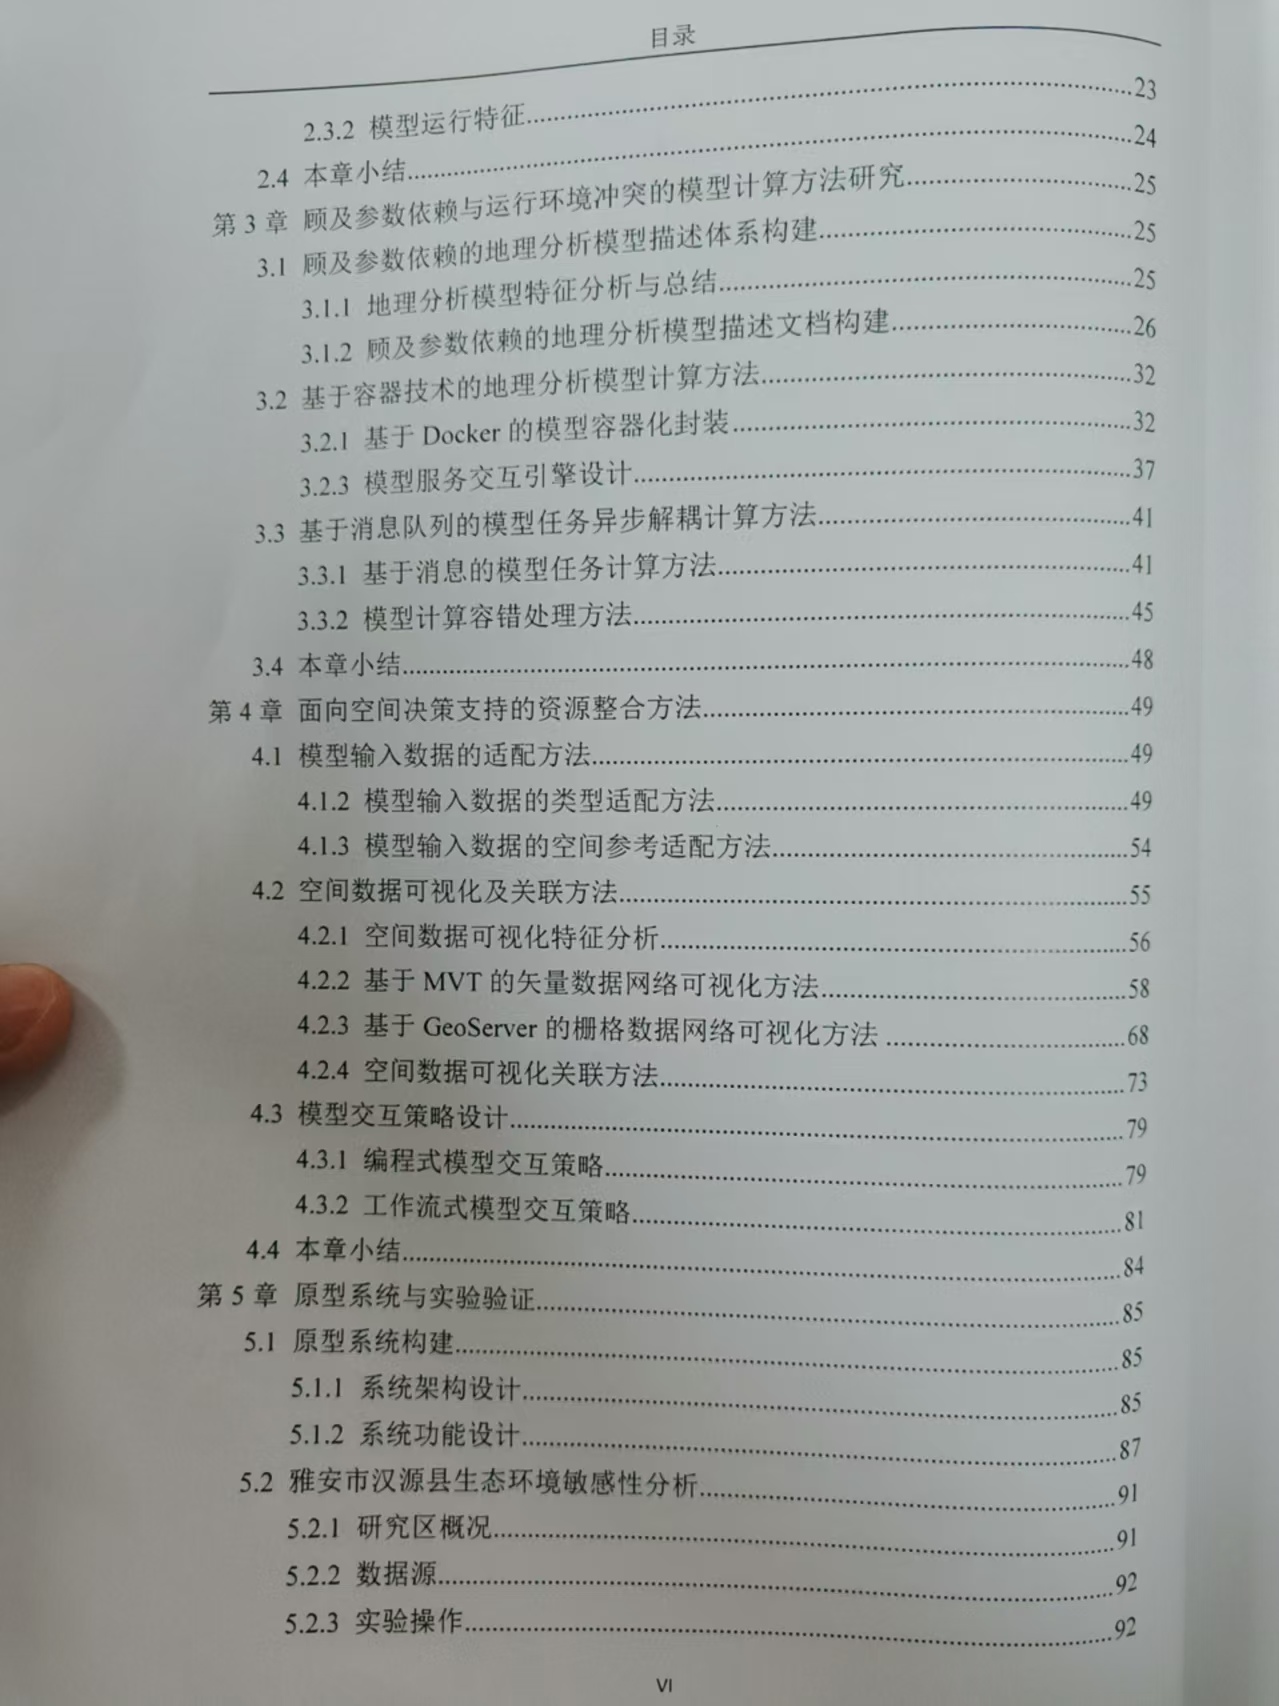 目录
2.3.2 模型运行特征........23
2.4 本章小结........24
第 3 章 顾及参数依赖与运行环境冲突的模型计算方法研究........25
3.1 顾及参数依赖的地理分析模型描述体系构建........25
3.1.1 地理分析模型特征分析与总结........25
3.1.2 顾及参数依赖的地理分析模型描述文档构建........26
3.2 基于容器技术的地理分析模型计算方法........32
3.2.1 基于 Docker 的模型容器化封装........32
3.2.3 模型服务交互引擎设计........37
3.3 基于消息队列的模型任务异步解耦计算方法........41
3.3.1 基于消息的模型任务计算方法........41
3.3.2 模型计算容错处理方法........45
3.4 本章小结........48
第 4 章 面向空间决策支持的资源整合方法........49
4.1 模型输入数据的适配方法........49
4.1.2 模型输入数据的类型适配方法........49
4.1.3 模型输入数据的空间参考适配方法........54
4.2 空间数据可视化及关联方法........55
4.2.1 空间数据可视化特征分析........56
4.2.2 基于 MVT 的矢量数据网络可视化方法........58
4.2.3 基于 GeoServer 的栅格数据网络可视化方法........68
4.2.4 空间数据可视化关联方法........73
4.3 模型交互策略设计........79
4.3.1 编程式模型交互策略........79
4.3.2 工作流式模型交互策略........81
4.4 本章小结........84
第 5 章 原型系统与实验验证........85
5.1 原型系统构建........85
5.1.1 系统架构设计........85
5.1.2 系统功能设计........87
5.2 雅安市汉源县生态环境敏感性分析........91
5.2.1 研究区概况........91
5.2.2 数据源........92
5.2.3 实验操作........92
VI